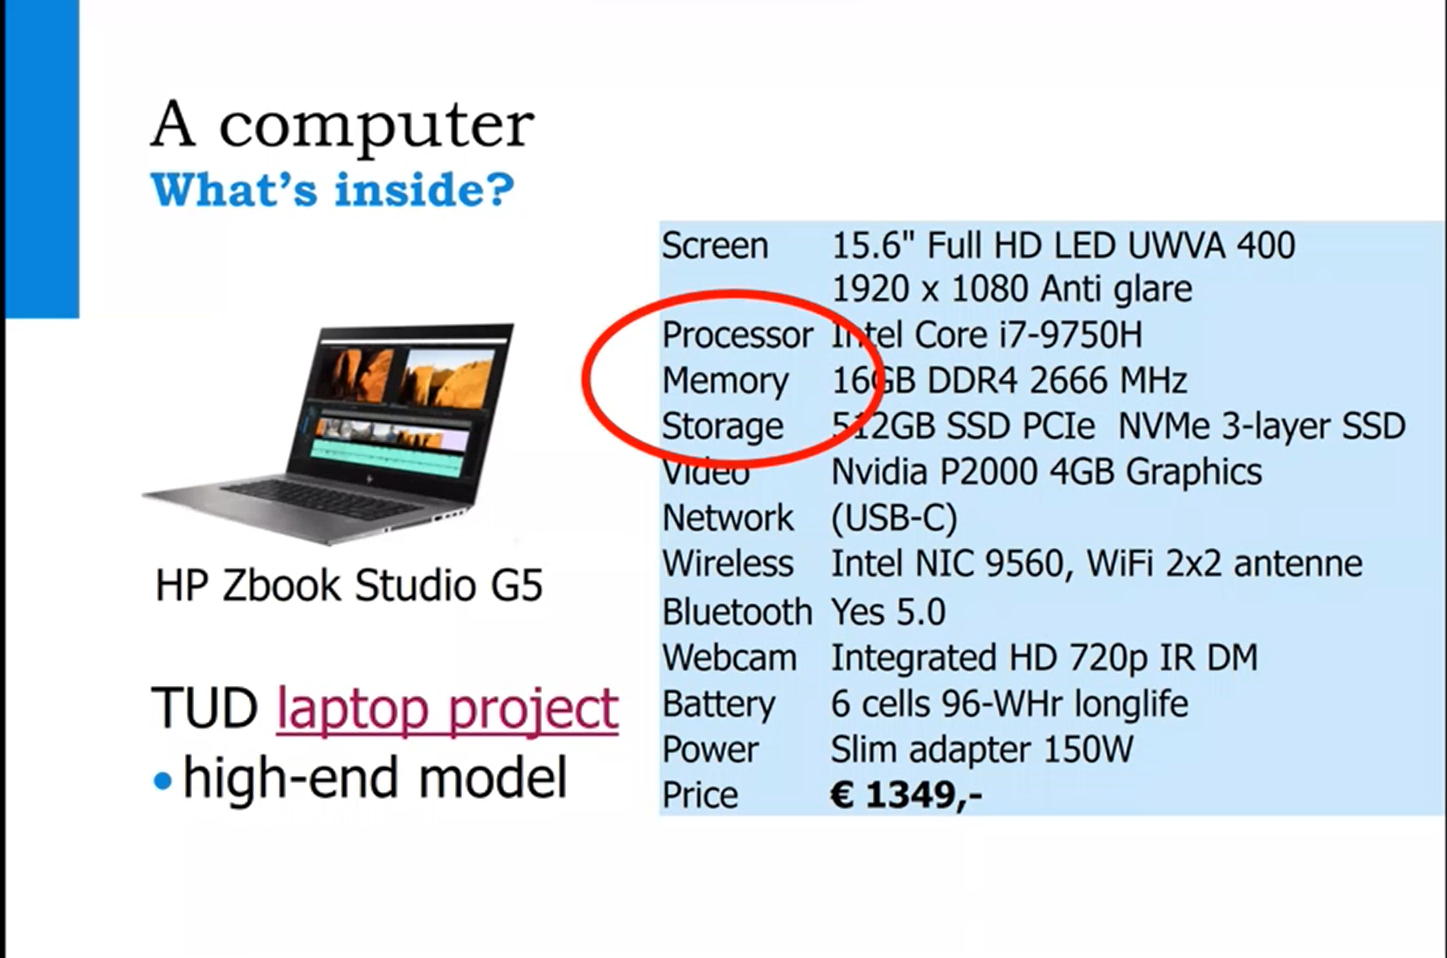 A computer
What's inside?
Screen 15.6" Full HD LED UWVA 400
1920 x 1080 Anti glare
Processor Intel Core i7-9750H
Memory 16GB DDR4 2666 MHz
Storage 512GB SSD PCIe NVMe 3-layer SSD
Video Nvidia P2000 4GB Graphics
Network (USB-C)
Wireless Intel NIC 9560, WiFi 2x2 antenne
Bluetooth Yes 5.0
Webcam Integrated HD 720p IR DM
Battery 6 cells 96-WHr longlife
Power Slim adapter 150W
Price € 1349,-
HP Zbook Studio G5
TUD laptop project
• high-end model